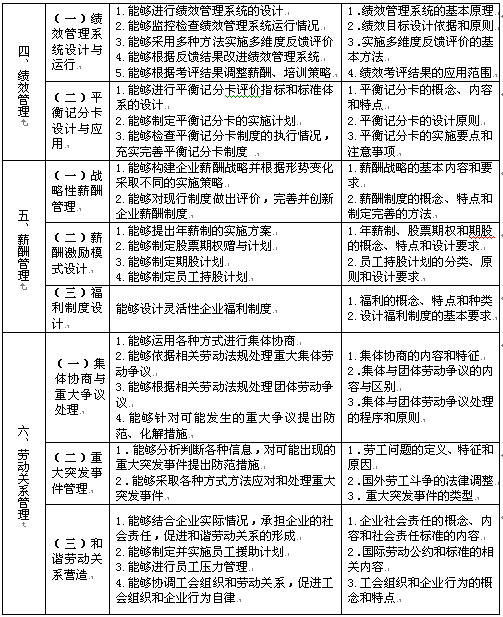 四、绩效管理
（一）绩效管理系统设计与运行
1.能够进行绩效管理系统的设计
2.能够监控检查绩效管理系统运行情况
3.能够采用多种方法实施多维度反馈评价
4.能够根据反馈结果改进绩效管理系统
5.能够根据考评结果调整薪酬、培训策略
1.绩效管理系统的基本原理
2.绩效目标设计依据和原则
3.实施多维度反馈评价的基本方法
4.绩效考评结果的应用范围
（二）平衡记分卡设计与应用
1.能够进行平衡记分卡评价指标和标准体系的设计
2.能够制定平衡记分卡的实施计划
3.能够检查平衡记分卡制度的执行情况，充实完善平衡记分卡制度
1.平衡记分卡的概念、内容和特点
2.平衡记分卡的设计原则
3.平衡记分卡的实施要点和注意事项
五、薪酬管理
（一）战略性薪酬管理
1.能够构建企业薪酬战略并根据形势变化采取不同的实施策略
2.能够对现行制度做出评价，完善并创新企业薪酬制度
1.薪酬战略的基本内容和要求
2.薪酬制度的概念、特点和制定完善的方法
（二）薪酬激励模式设计
1.能够提出年薪制的实施方案
2.能够制定股票期权赠与计划
3.能够制定期股计划
4.能够制定员工持股计划
1.年薪制、股票期权和期股的概念、特点和设计要求
2.员工持股计划的分类、原则和设计要求
（三）福利制度设计
能够设计灵活性企业福利制度
1.福利的概念、特点和种类
2.设计福利制度的基本要求
六、劳动关系管理
（一）集体协商与重大争议处理
1.能够运用各种方式进行集体协商
2.能够依据相关劳动法规处理重大集体劳动争议
3.能够根据相关劳动法规处理团体劳动争议
4.能够针对可能发生的重大争议提出防范、化解措施
1.集体协商的内容和特征
2.集体与团体劳动争议的内容与区别
3.集体与团体劳动争议处理的程序和原则
（二）重大突发事件管理
1.能够分析判断各种信息，对可能出现的重大突发事件提出防范措施
2.能够采取各种方式方法应对和处理重大突发事件
1.劳工问题的定义、特征和原因
2.国外劳工斗争的法律调整
3.重大突发事件的类型
（三）和谐劳动关系营造
1.能够结合企业实际情况，承担企业的社会责任，促进和谐劳动关系的形成
2.能够制定并实施员工援助计划
3.能够进行员工压力管理
4.能够协调工会组织和劳动关系，促进工会组织和企业行为自律
1.企业社会责任的概念、内容和社会责任标准的内容
2.国际劳动公约和标准的相关内容
3.工会组织和企业行为的概念和特点